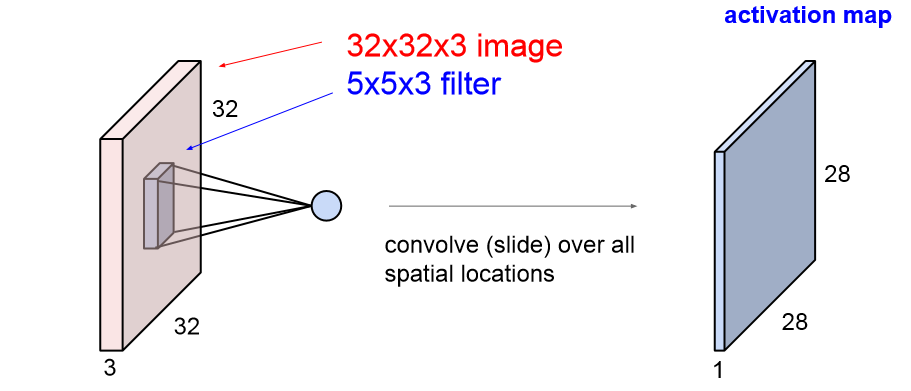 activation map
32x32x3 image
5x5x3 filter
32
28
convolve (slide) over all
spatial locations
32
28
3
1